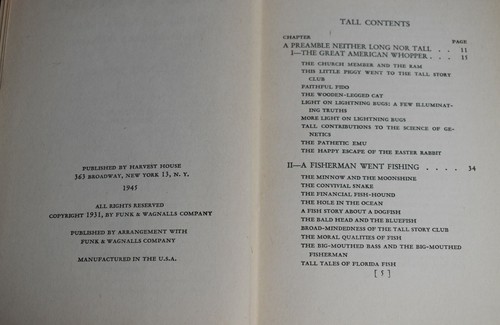 PUBLISHED BY HARVEST HOUSE
363 BROADWAY, NEW YORK 13, N. Y.
1945
ALL RIGHTS RESERVED
COPYRIGHT 1931, BY FUNK & WAGNALLS COMPANY
PUBLISHED BY ARRANGEMENT WITH
FUNK & WAGNALLS COMPANY
MANUFACTURED IN THE U.S.A.
TALL CONTENTS
CHAPTER PAGE
A PREAMBLE NEITHER LONG NOR TALL . . 11
I—THE GREAT AMERICAN WHOPPER . . . 15
THE CHURCH MEMBER AND THE RAM
THIS LITTLE PIGGY WENT TO THE TALL STORY
CLUB
FAITHFUL FIDO
THE WOODEN-LEGGED CAT
LIGHT ON LIGHTNING BUGS: A FEW ILLUMINAT-
ING TRUTHS
MORE LIGHT ON LIGHTNING BUGS
TALL CONTRIBUTIONS TO THE SCIENCE OF GE-
NETICS
THE PATHETIC EMU
THE HAPPY ESCAPE OF THE EASTER RABBIT
II—A FISHERMAN WENT FISHING . . . . 34
THE MINNOW AND THE MOONSHINE
THE CONVIVIAL SNAKE
THE FINANCIAL FISH-HOUND
THE HOLE IN THE OCEAN
A FISH STORY ABOUT A DOGFISH
THE BALD HEAD AND THE BLUEFISH
BROAD-MINDEDNESS OF THE TALL STORY CLUB
THE MORAL QUALITIES OF FISH
THE BIG-MOUTHED BASS AND THE BIG-MOUTHED
FISHERMAN
TALL TALES OF FLORIDA FISH
[ 5 ]